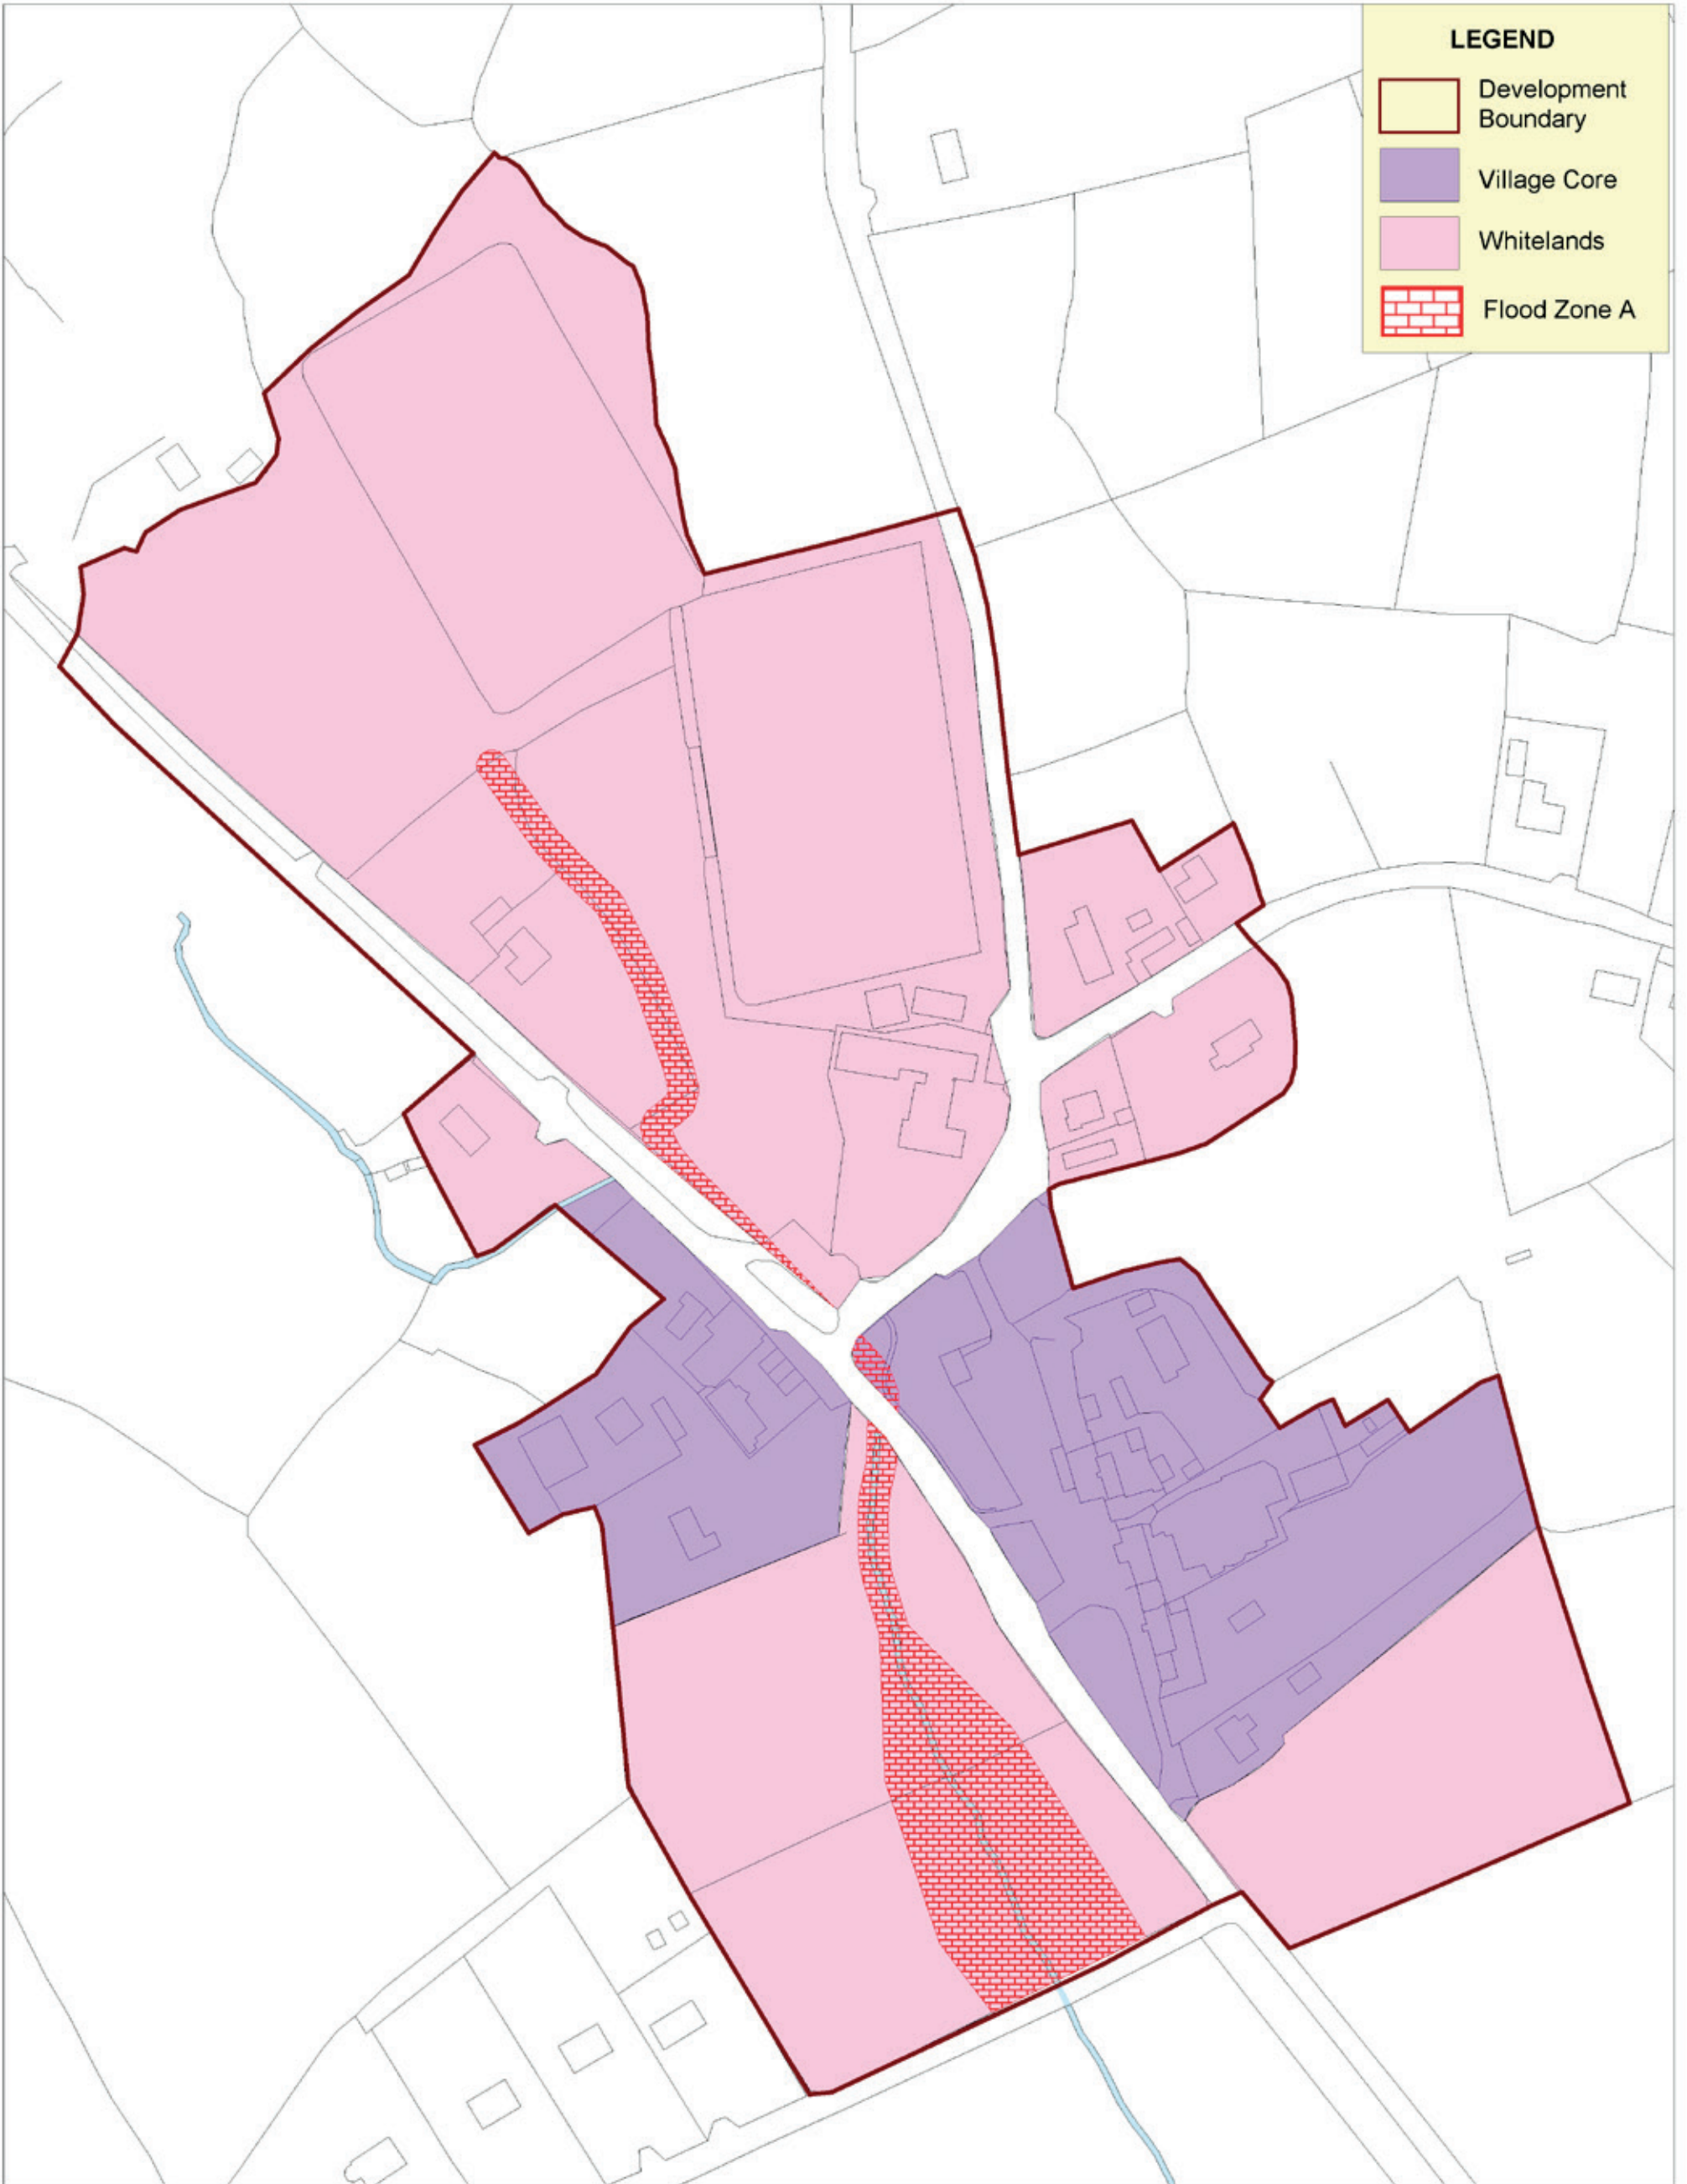 LEGEND
Development
Boundary
Village Core
Whitelands
Flood Zone A